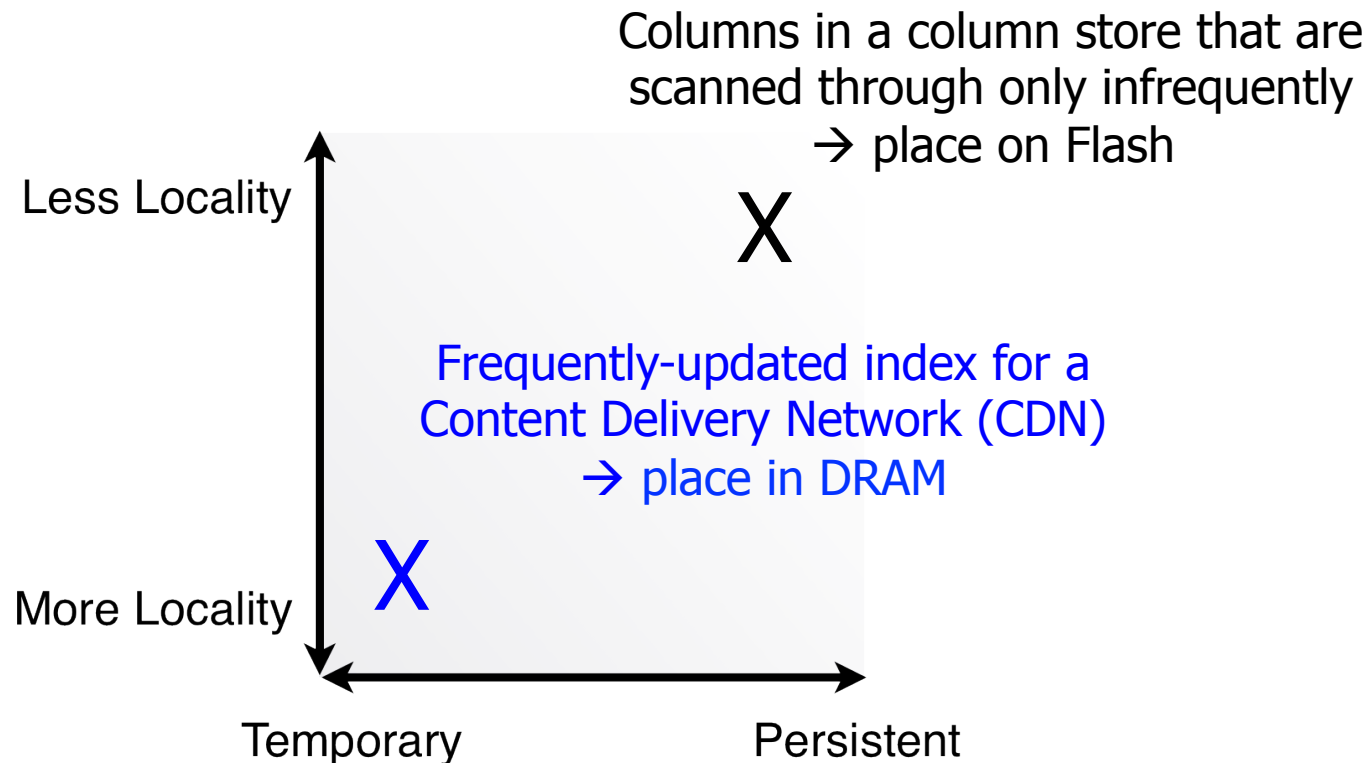 Columns in a column store that are
scanned through only infrequently
→ place on Flash
Less Locality
X
Frequently-updated index for a
Content Delivery Network (CDN)
→ place in DRAM
X
More Locality
Temporary
Persistent